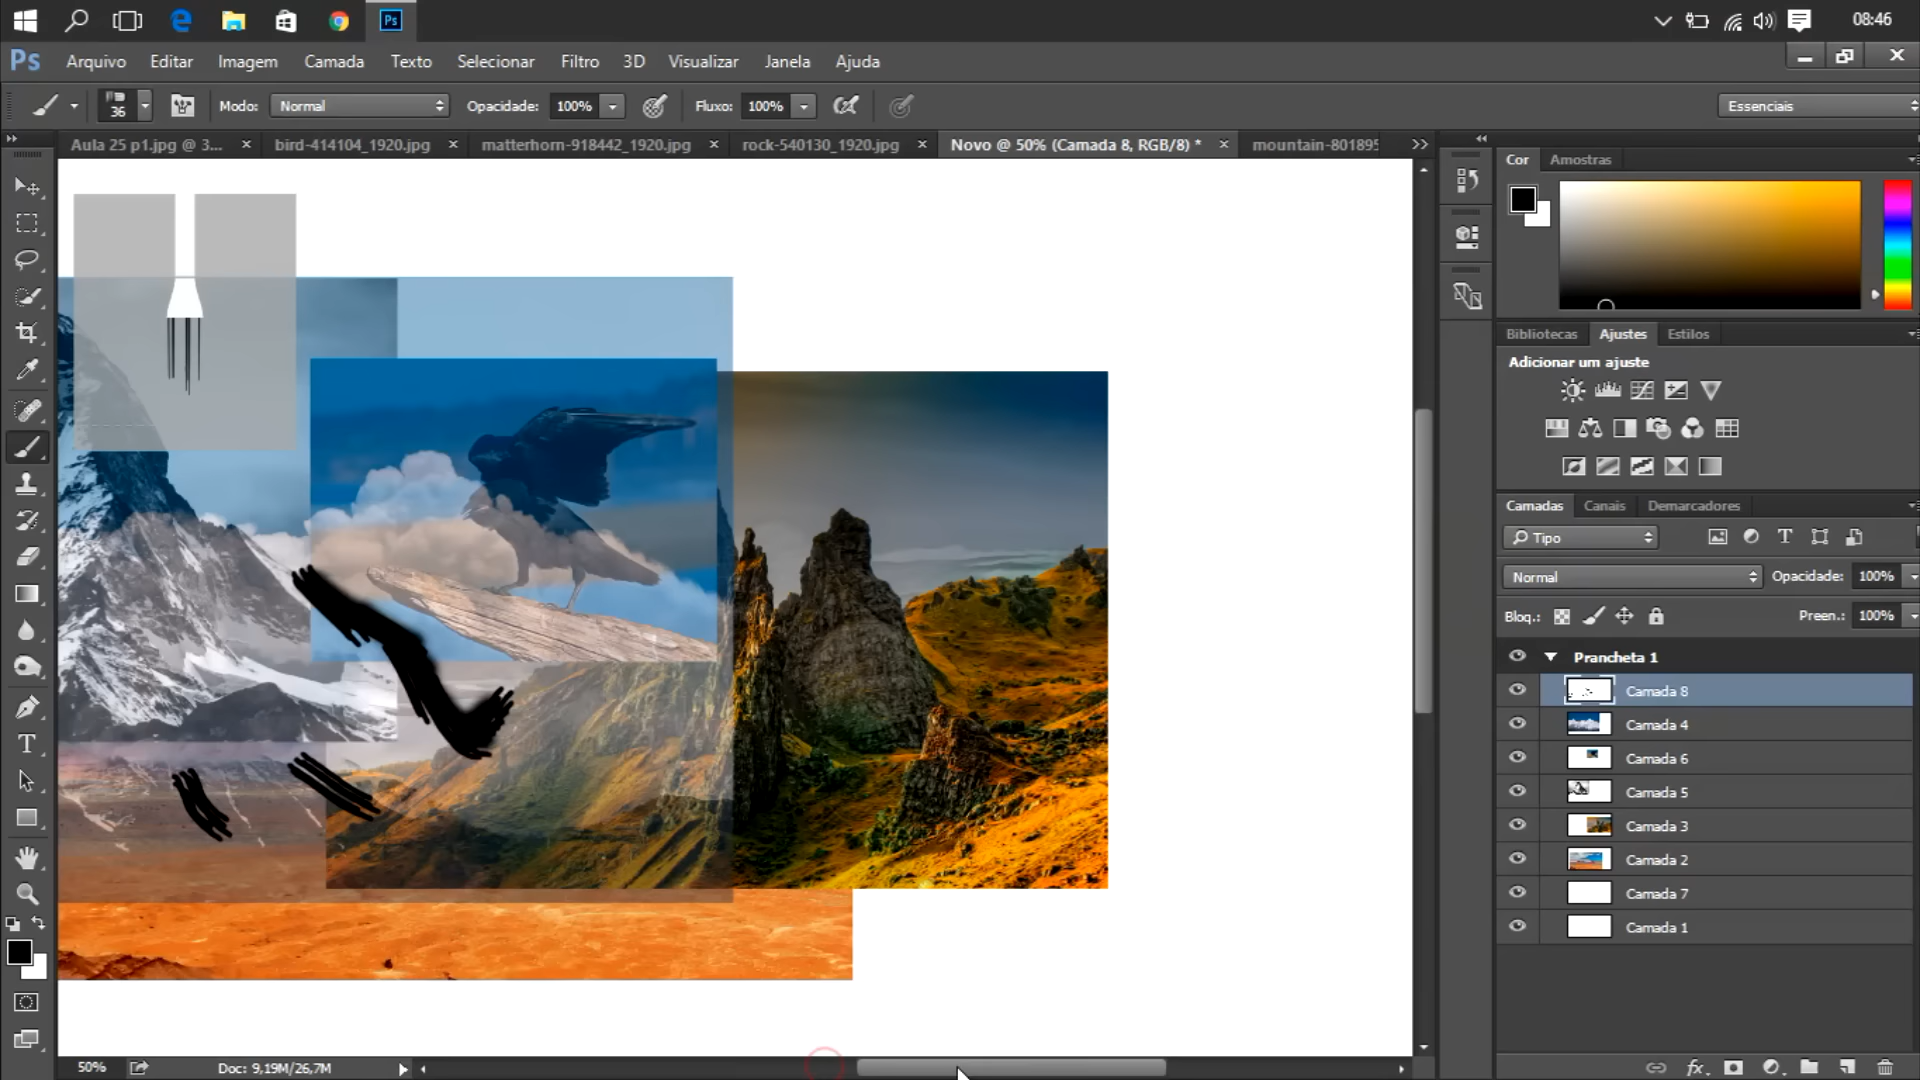 Ps
08:46
Ps Arquivo Editar Imagem Camada Texto Selecionar Filtro 3D Visualizar Janela Ajuda
36 Modo: Normal Opacidade: 100% Fluxo: 100% Essenciais
Aula 25 p1.jpg @ 3... bird-414104_1920.jpg matterhorn-918442_1920.jpg rock-540130_1920.jpg Novo @ 50% (Camada 8, RGB/8) * mountain-801895
Cor Amostras
Bibliotecas Ajustes Estilos
Adicionar um ajuste
Camadas Canais Demarcadores
Tipo
Normal Opacidade: 100%
Bloq.: Preen.: 100%
Prancheta 1
Camada 8
Camada 4
Camada 6
Camada 5
Camada 3
Camada 2
Camada 7
Camada 1
50% Doc: 9,19M/26,7M
fx